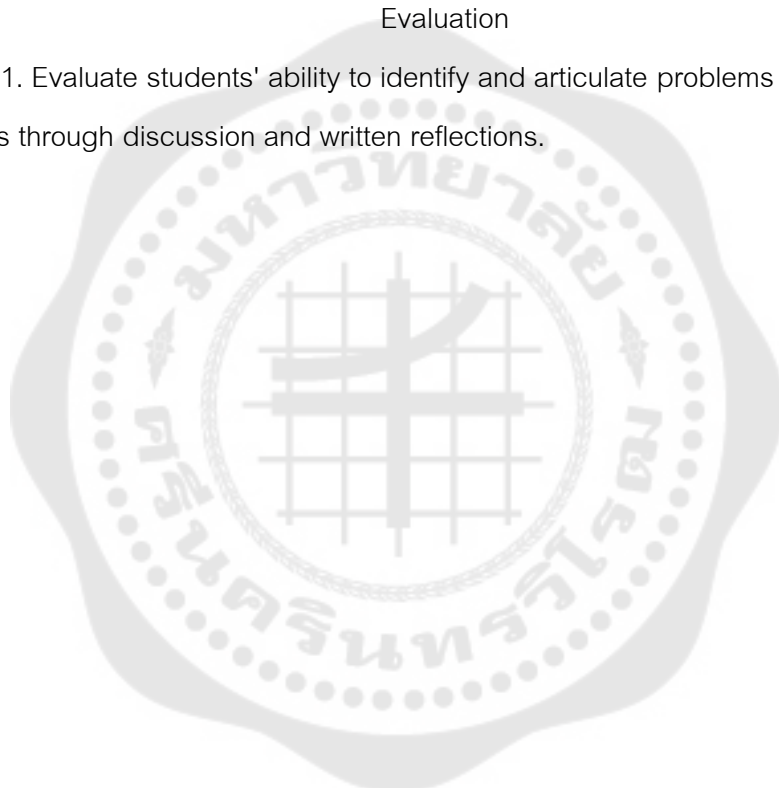 Evaluation
1. Evaluate students' ability to identify and articulate problems
s through discussion and written reflections.
มหาวิทยาลัย
ศรีนครินทรวิโรฒ